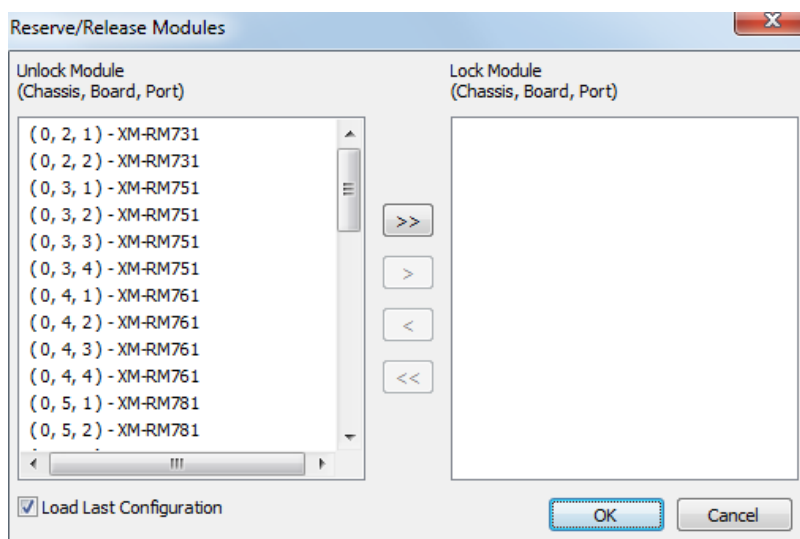 Reserve/Release Modules
x
Unlock Module
(Chassis, Board, Port)
Lock Module
(Chassis, Board, Port)
( 0, 2, 1 ) - XM-RM731
( 0, 2, 2 ) - XM-RM731
( 0, 3, 1 ) - XM-RM751
( 0, 3, 2 ) - XM-RM751
( 0, 3, 3 ) - XM-RM751
( 0, 3, 4 ) - XM-RM751
( 0, 4, 1 ) - XM-RM761
( 0, 4, 2 ) - XM-RM761
( 0, 4, 3 ) - XM-RM761
( 0, 4, 4 ) - XM-RM761
( 0, 5, 1 ) - XM-RM781
( 0, 5, 2 ) - XM-RM781
>>
>
<
<<
Load Last Configuration
OK
Cancel